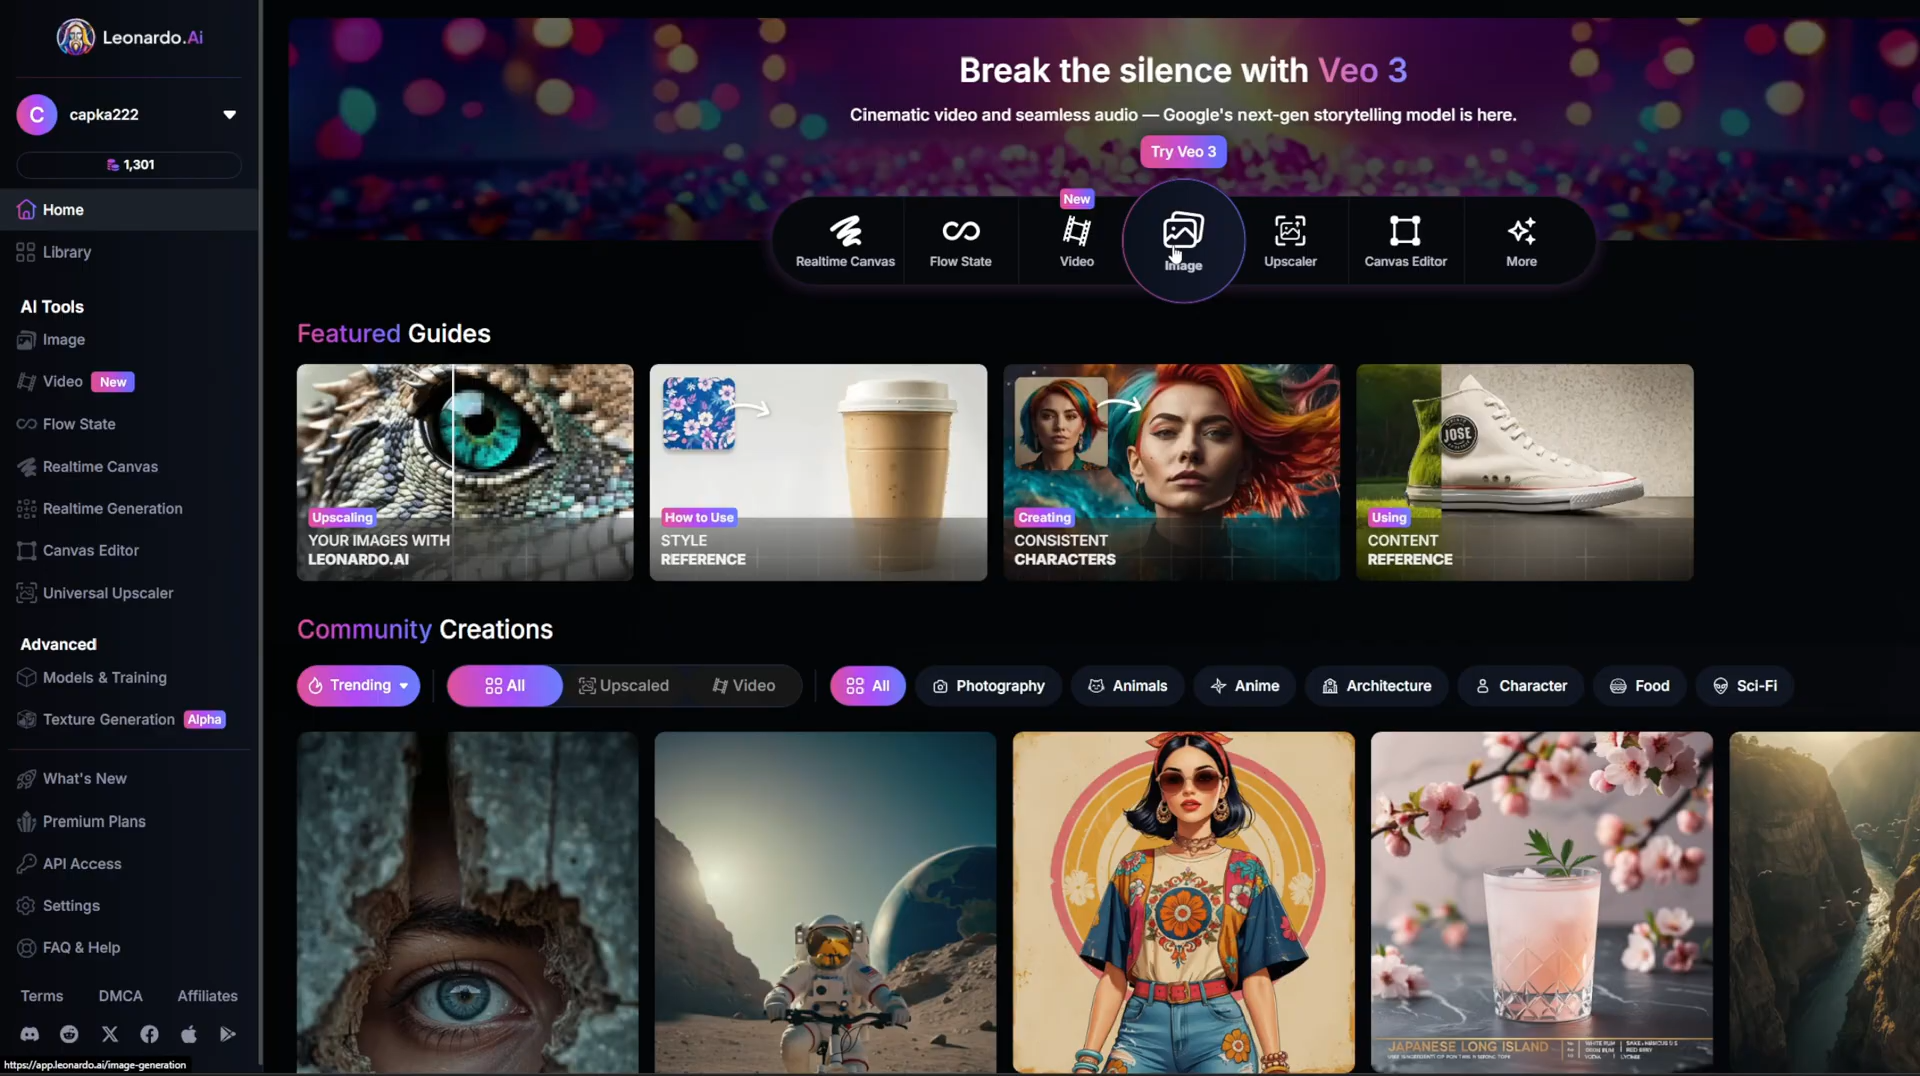 Leonardo.Ai
C
capka222
1,301
Home
Library
AI Tools
Image
Video New
Flow State
Realtime Canvas
Realtime Generation
Canvas Editor
Universal Upscaler
Advanced
Models & Training
Texture Generation Alpha
What's New
Premium Plans
API Access
Settings
FAQ & Help
Terms DMCA Affiliates
https://app.leonardo.ai/image-generation
Break the silence with Veo 3
Cinematic video and seamless audio — Google's next-gen storytelling model is here.
Try Veo 3
New
Realtime Canvas Flow State Video Image Upscaler Canvas Editor More
Featured Guides
Upscaling
YOUR IMAGES WITH
LEONARDO.AI
How to Use
STYLE
REFERENCE
Creating
CONSISTENT
CHARACTERS
JOSE
Using
CONTENT
REFERENCE
Community Creations
Trending All Upscaled Video All Photography Animals Anime Architecture Character Food Sci-Fi
JAPANESE LONG ISLAND